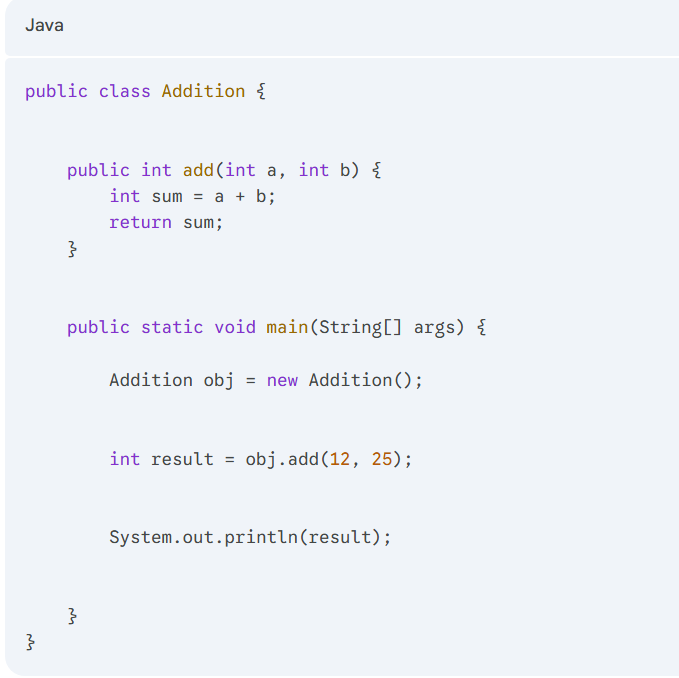 Java
public class Addition {
public int add(int a, int b) {
int sum = a + b;
return sum;
}
public static void main(String[] args) {
Addition obj = new Addition();
int result = obj.add(12, 25);
System.out.println(result);
}
}